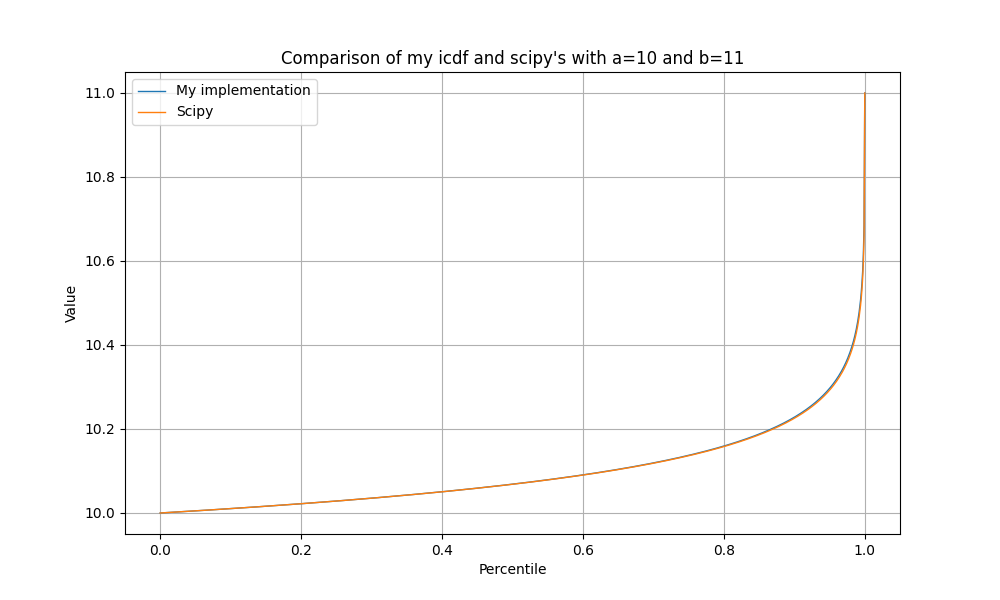 Comparison of my icdf and scipy's with a=10 and b=11
My implementation
Scipy
11.0
10.8
10.6
10.4
10.2
10.0
Value
0.0 0.2 0.4 0.6 0.8 1.0
Percentile